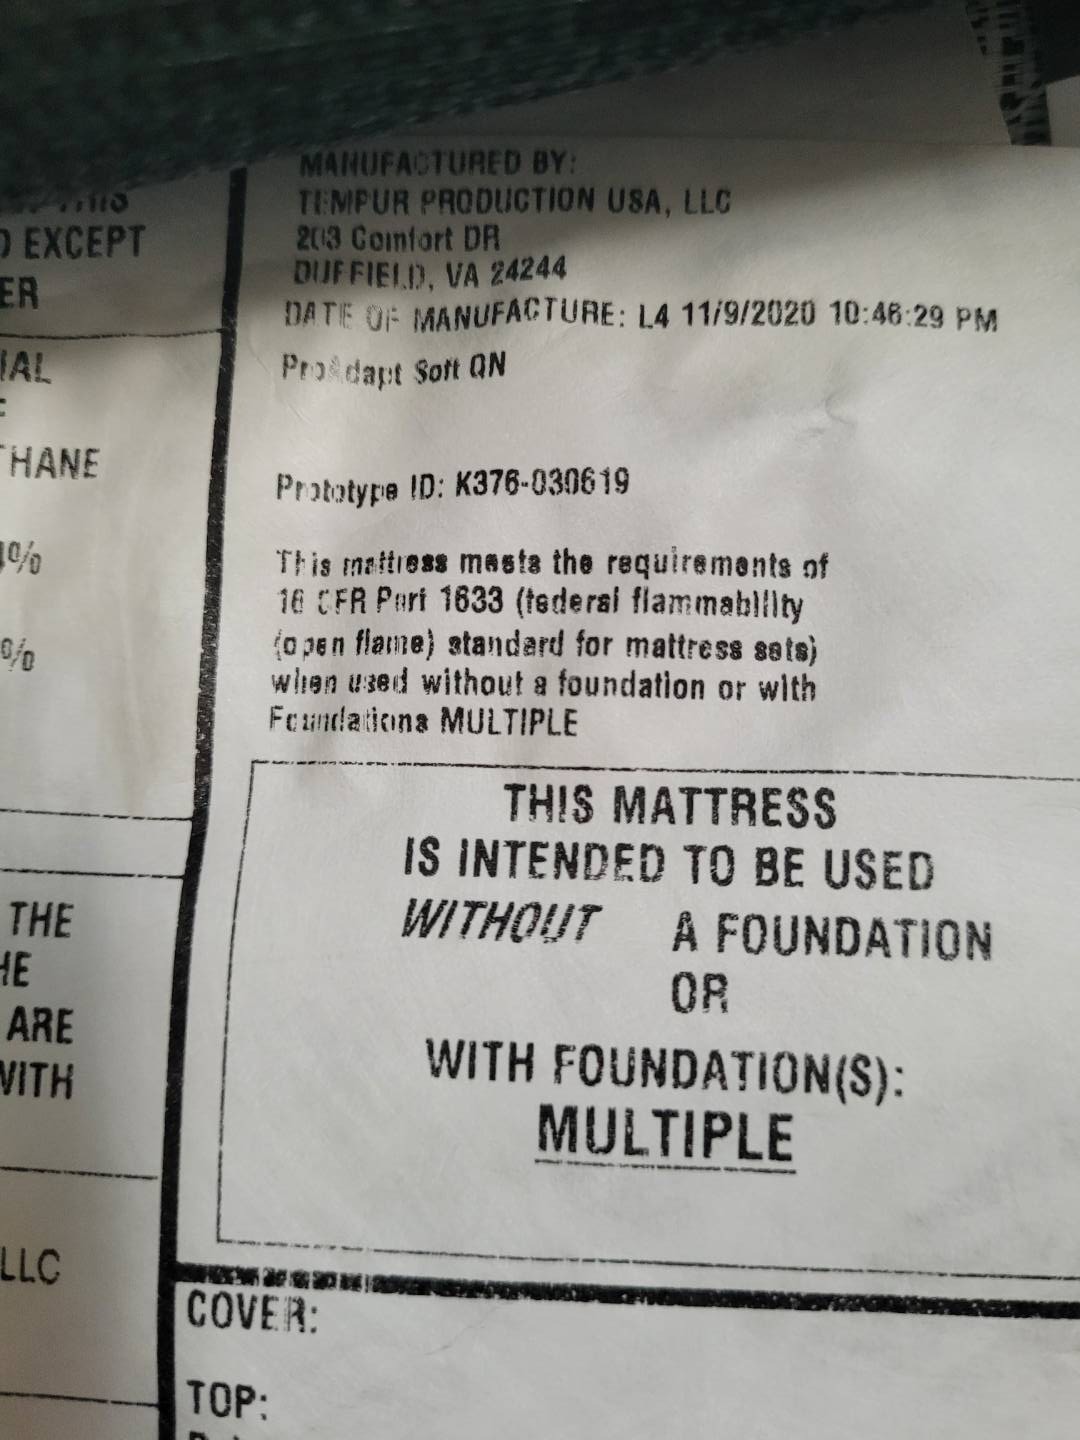 THIS
EXCEPT
ER
IAL
THANE
%
%
THE
HE
ARE
WITH
LLC
MANUFACTURED BY:
TEMPUR PRODUCTION USA, LLC
203 Comfort DR
DUFFIELD, VA 24244
DATE OF MANUFACTURE: L4 11/9/2020 10:46:29 PM
ProAdapt Soft QN
Prototype ID: K376-030619
This mattress meets the requirements of
16 CFR Part 1633 (federal flammability
(open flame) standard for mattress sets)
when used without a foundation or with
Foundations MULTIPLE
THIS MATTRESS
IS INTENDED TO BE USED
WITHOUT A FOUNDATION
OR
WITH FOUNDATION(S):
MULTIPLE
COVER:
TOP: